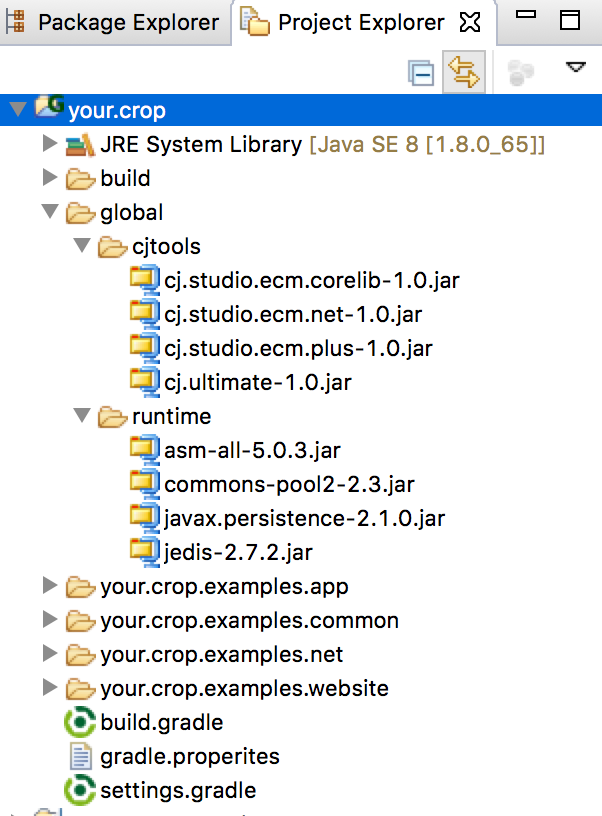 Package Explorer Project Explorer
your.crop
JRE System Library [Java SE 8 [1.8.0_65]]
build
global
cjtools
cj.studio.ecm.corelib-1.0.jar
cj.studio.ecm.net-1.0.jar
cj.studio.ecm.plus-1.0.jar
cj.ultimate-1.0.jar
runtime
asm-all-5.0.3.jar
commons-pool2-2.3.jar
javax.persistence-2.1.0.jar
jedis-2.7.2.jar
your.crop.examples.app
your.crop.examples.common
your.crop.examples.net
your.crop.examples.website
build.gradle
gradle.properites
settings.gradle